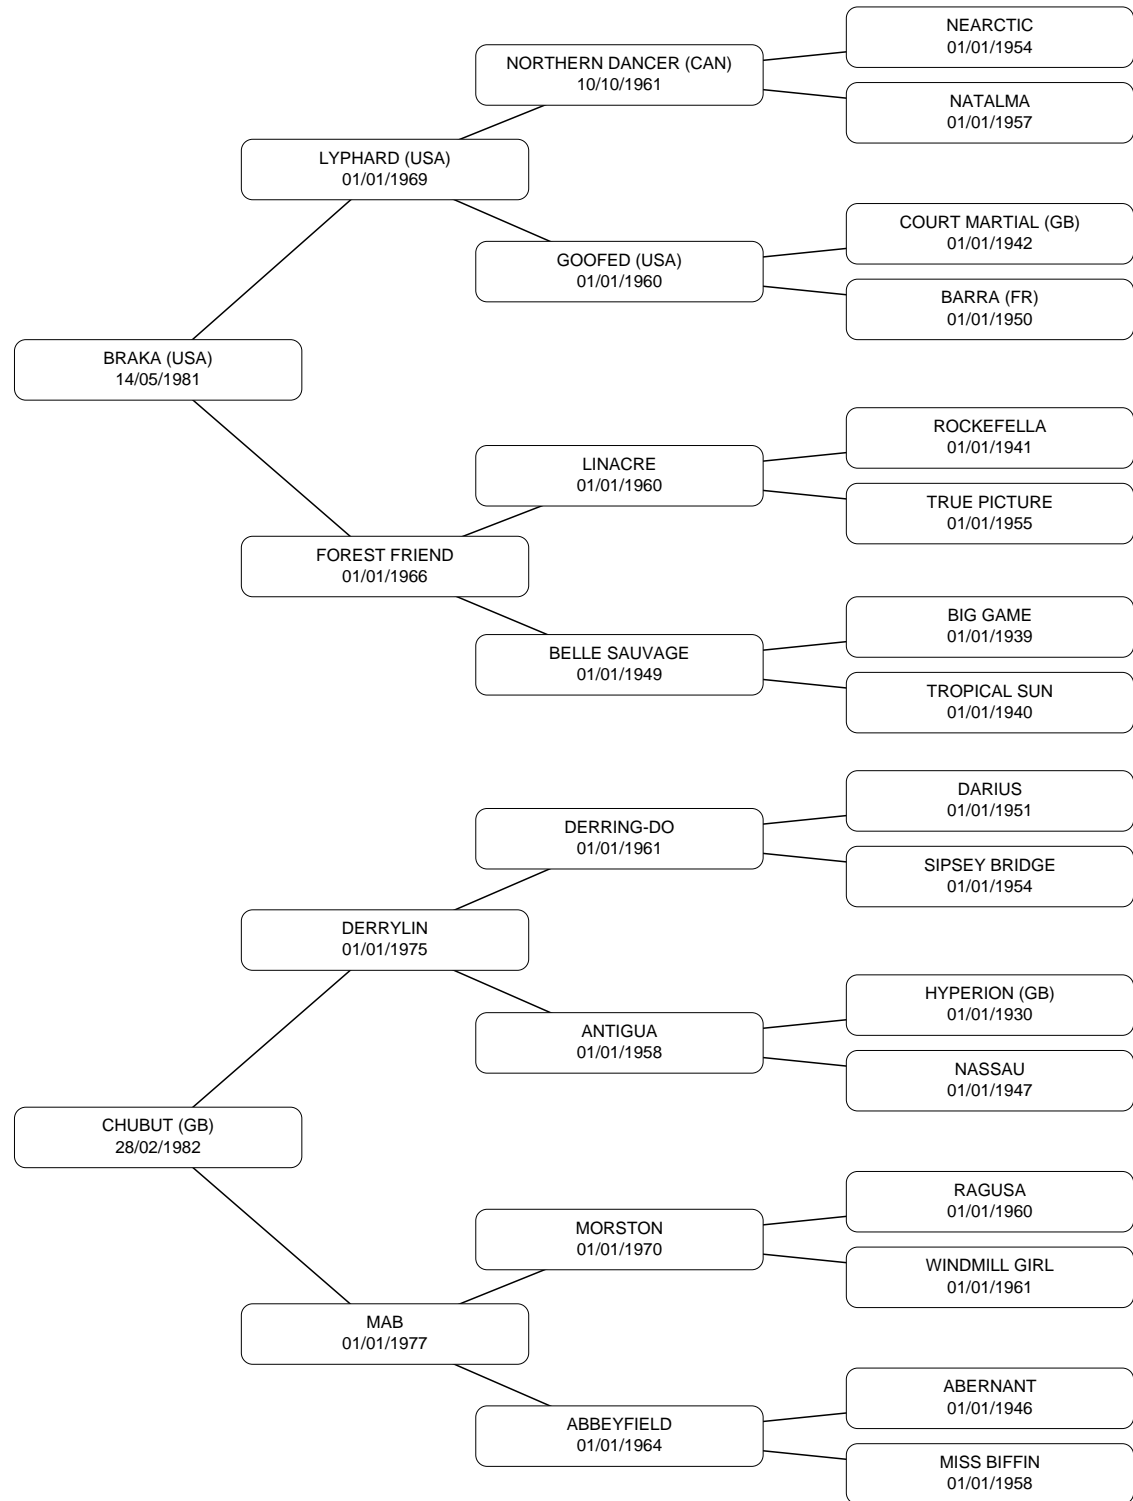 NEARCTIC
01/01/1954
NORTHERN DANCER (CAN)
10/10/1961
NATALMA
01/01/1957
LYPHARD (USA)
01/01/1969
COURT MARTIAL (GB)
01/01/1942
GOOFED (USA)
01/01/1960
BARRA (FR)
01/01/1950
BRAKA (USA)
14/05/1981
ROCKEFELLA
01/01/1941
LINACRE
01/01/1960
TRUE PICTURE
01/01/1955
FOREST FRIEND
01/01/1966
BIG GAME
01/01/1939
BELLE SAUVAGE
01/01/1949
TROPICAL SUN
01/01/1940
DARIUS
01/01/1951
DERRING-DO
01/01/1961
SIPSEY BRIDGE
01/01/1954
DERRYLIN
01/01/1975
HYPERION (GB)
01/01/1930
ANTIGUA
01/01/1958
NASSAU
01/01/1947
CHUBUT (GB)
28/02/1982
RAGUSA
01/01/1960
MORSTON
01/01/1970
WINDMILL GIRL
01/01/1961
MAB
01/01/1977
ABERNANT
01/01/1946
ABBEYFIELD
01/01/1964
MISS BIFFIN
01/01/1958